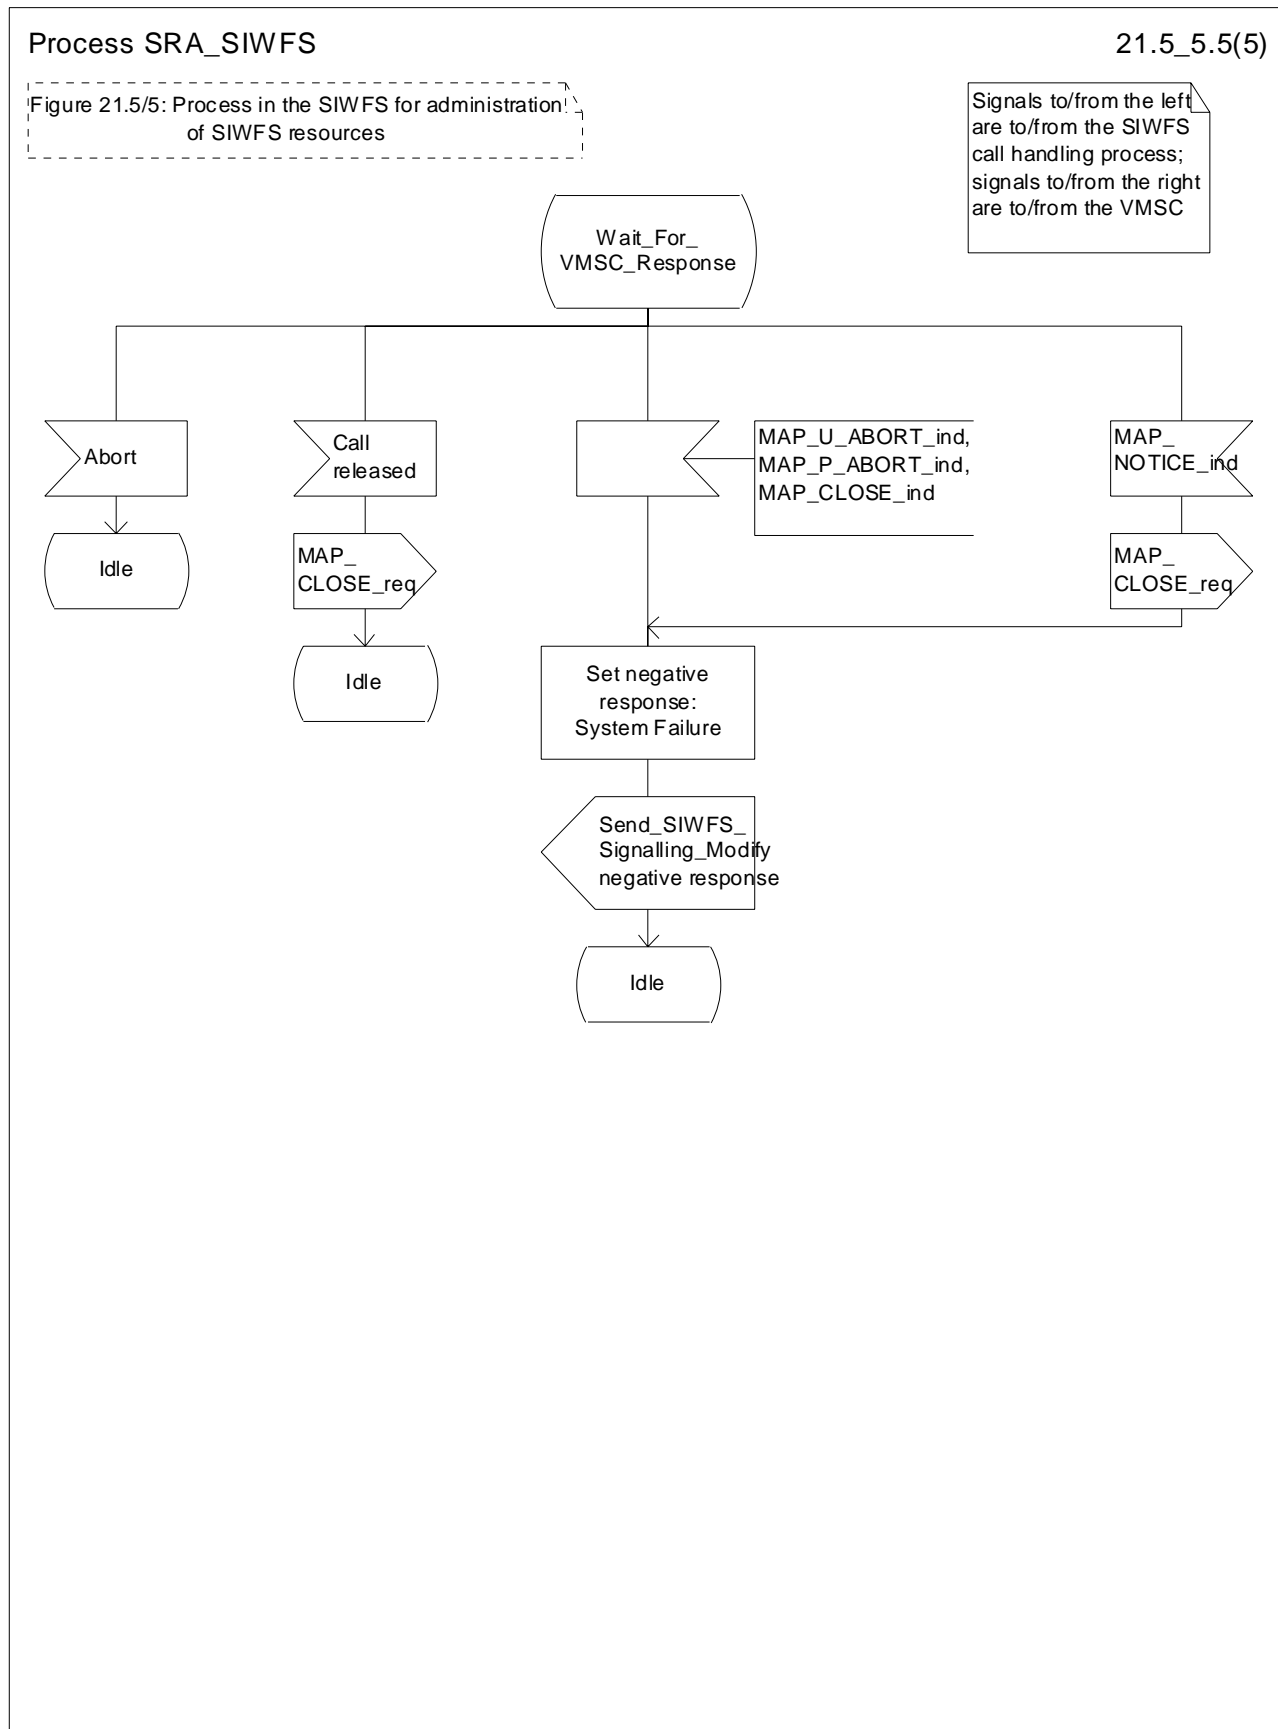 Process SRA_SIWFS
21.5_5.5(5)
Figure 21.5/5: Process in the SIWFS for administration
of SIWFS resources
Signals to/from the left
are to/from the SIWFS
call handling process;
signals to/from the right
are to/from the VMSC
Wait_For_
VMSC_Response
Abort
Call
released
MAP_U_ABORT_ind,
MAP_P_ABORT_ind,
MAP_CLOSE_ind
MAP_
NOTICE_ind
Idle
MAP_
CLOSE_req
MAP_
CLOSE_req
Idle
Set negative
response:
System Failure
Send_SIWFS_
Signalling_Modify
negative response
Idle